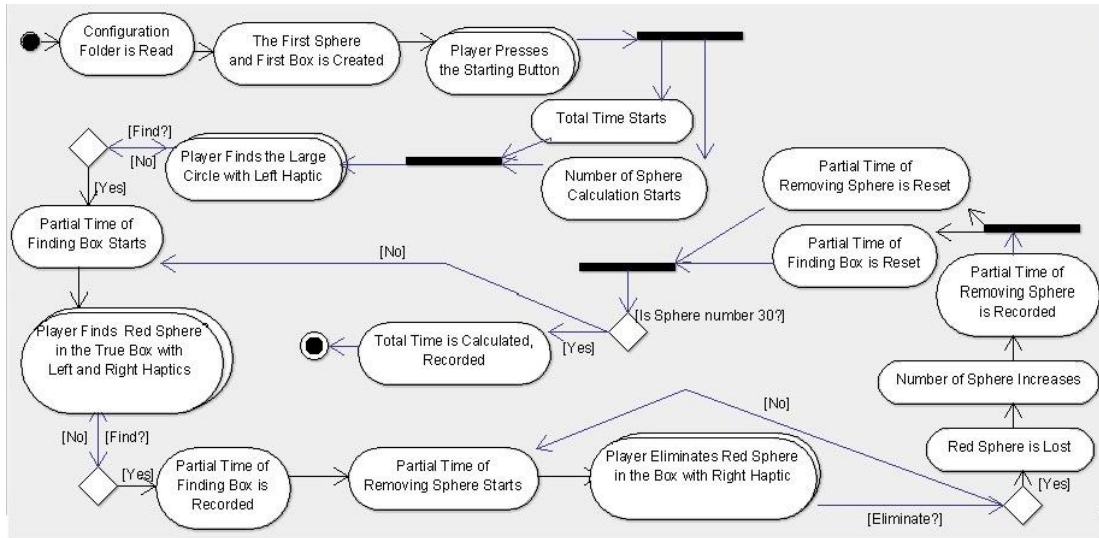 Configuration
Folder is Read
The First Sphere
and First Box is Created
Player Presses
the Starting Button
Total Time Starts
Number of Sphere
Calculation Starts
Player Finds the Large
Circle with Left Haptic
[Find?]
[No]
[Yes]
Partial Time of
Finding Box Starts
Player Finds Red Sphere
in the True Box with
Left and Right Haptics
[No]
[Find?]
[Yes]
Partial Time of
Finding Box is
Recorded
Partial Time of
Removing Sphere Starts
Player Eliminates Red Sphere
in the Box with Right Haptic
[Eliminate?]
[No]
[Yes]
Red Sphere is Lost
Number of Sphere Increases
Partial Time of
Removing Sphere
is Recorded
Partial Time of
Removing Sphere is Reset
Partial Time of
Finding Box is Reset
[Is Sphere number 30?]
[No]
[Yes]
Total Time is Calculated,
Recorded